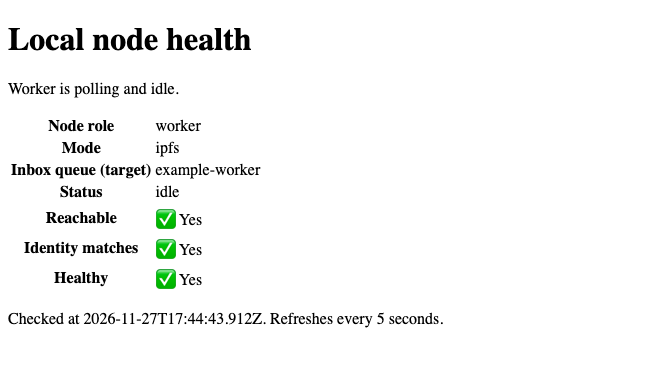 Local node health
Worker is polling and idle.
Node role worker
Mode ipfs
Inbox queue (target) example-worker
Status idle
Reachable ✅ Yes
Identity matches ✅ Yes
Healthy ✅ Yes
Checked at 2026-11-27T17:44:43.912Z. Refreshes every 5 seconds.